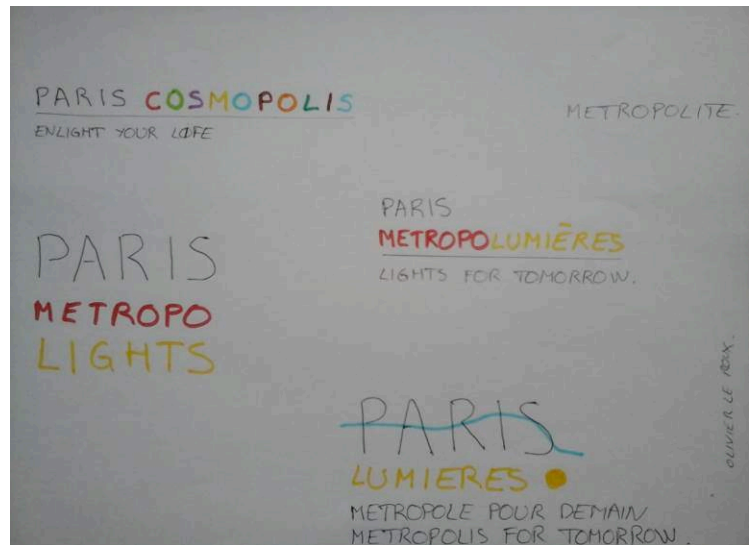 PARIS COSMOPOLIS
ENLIGHT YOUR LIFE
METROPOLITE.
PARIS
METROPOLUMIÈRES
LIGHTS FOR TOMORROW.
PARIS
METROPO
LIGHTS
PARIS
LUMIERES
METROPOLE POUR DEMAIN
METROPOLIS FOR TOMORROW.
OLIVIER LE ROUX.